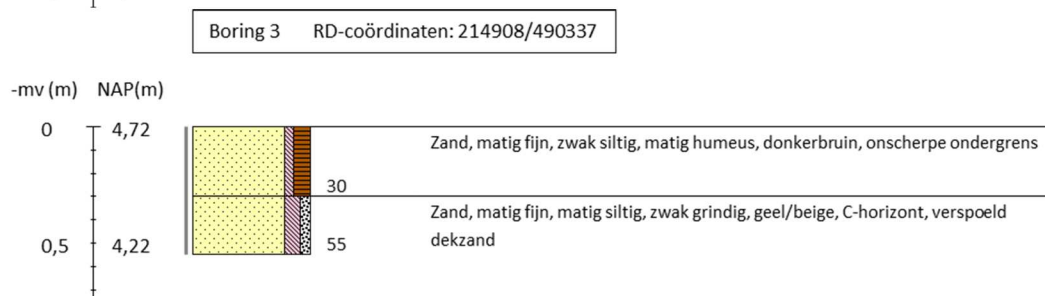 Boring 3 RD-coördinaten: 214908/490337
-mv (m) NAP(m)
0 4,72
Zand, matig fijn, zwak siltig, matig humeus, donkerbruin, onscherpe ondergrens
30
Zand, matig fijn, matig siltig, zwak grindig, geel/beige, C-horizont, verspoeld
dekzand
0,5 4,22 55